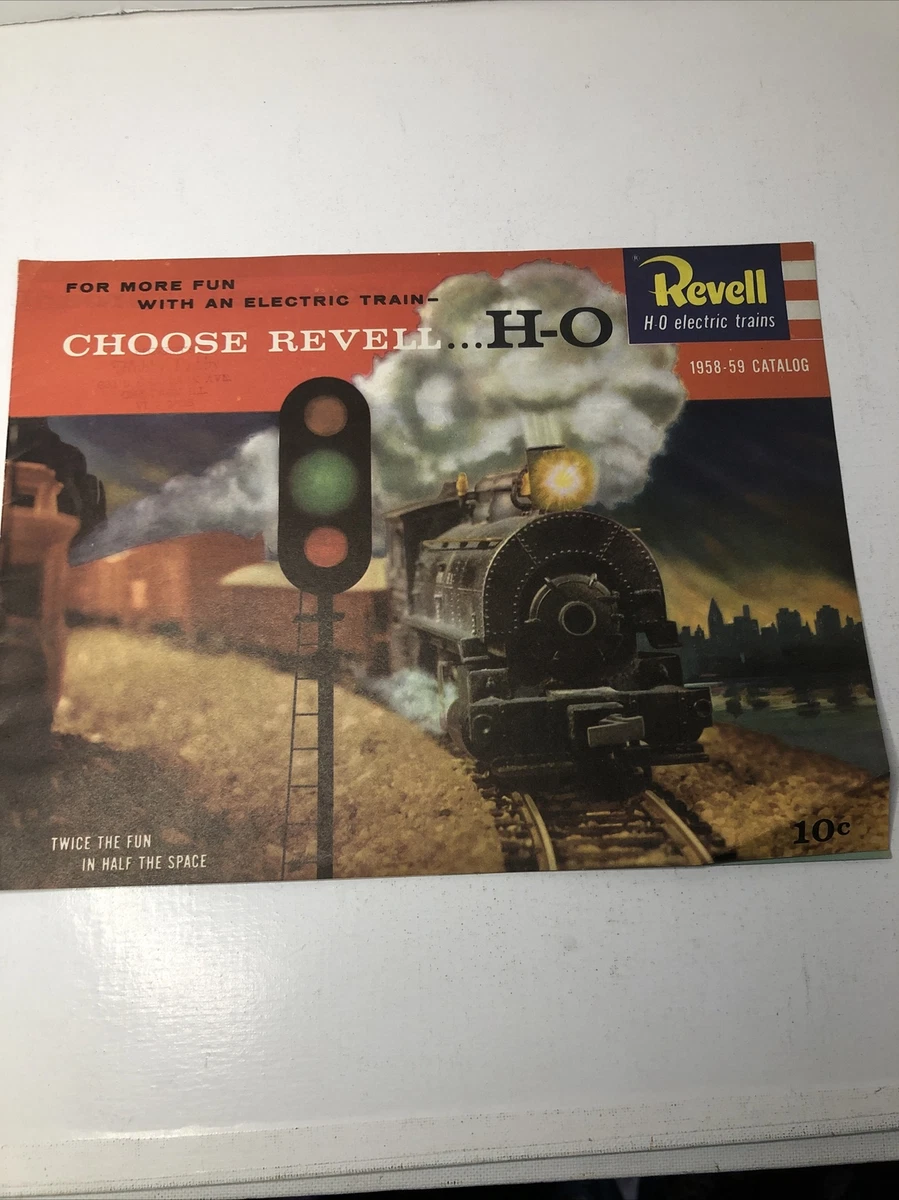 FOR MORE FUN
WITH AN ELECTRIC TRAIN–
CHOOSE REVELL...H-O
® Revell
H-O electric trains
1958-59 CATALOG
TWICE THE FUN
IN HALF THE SPACE
10c